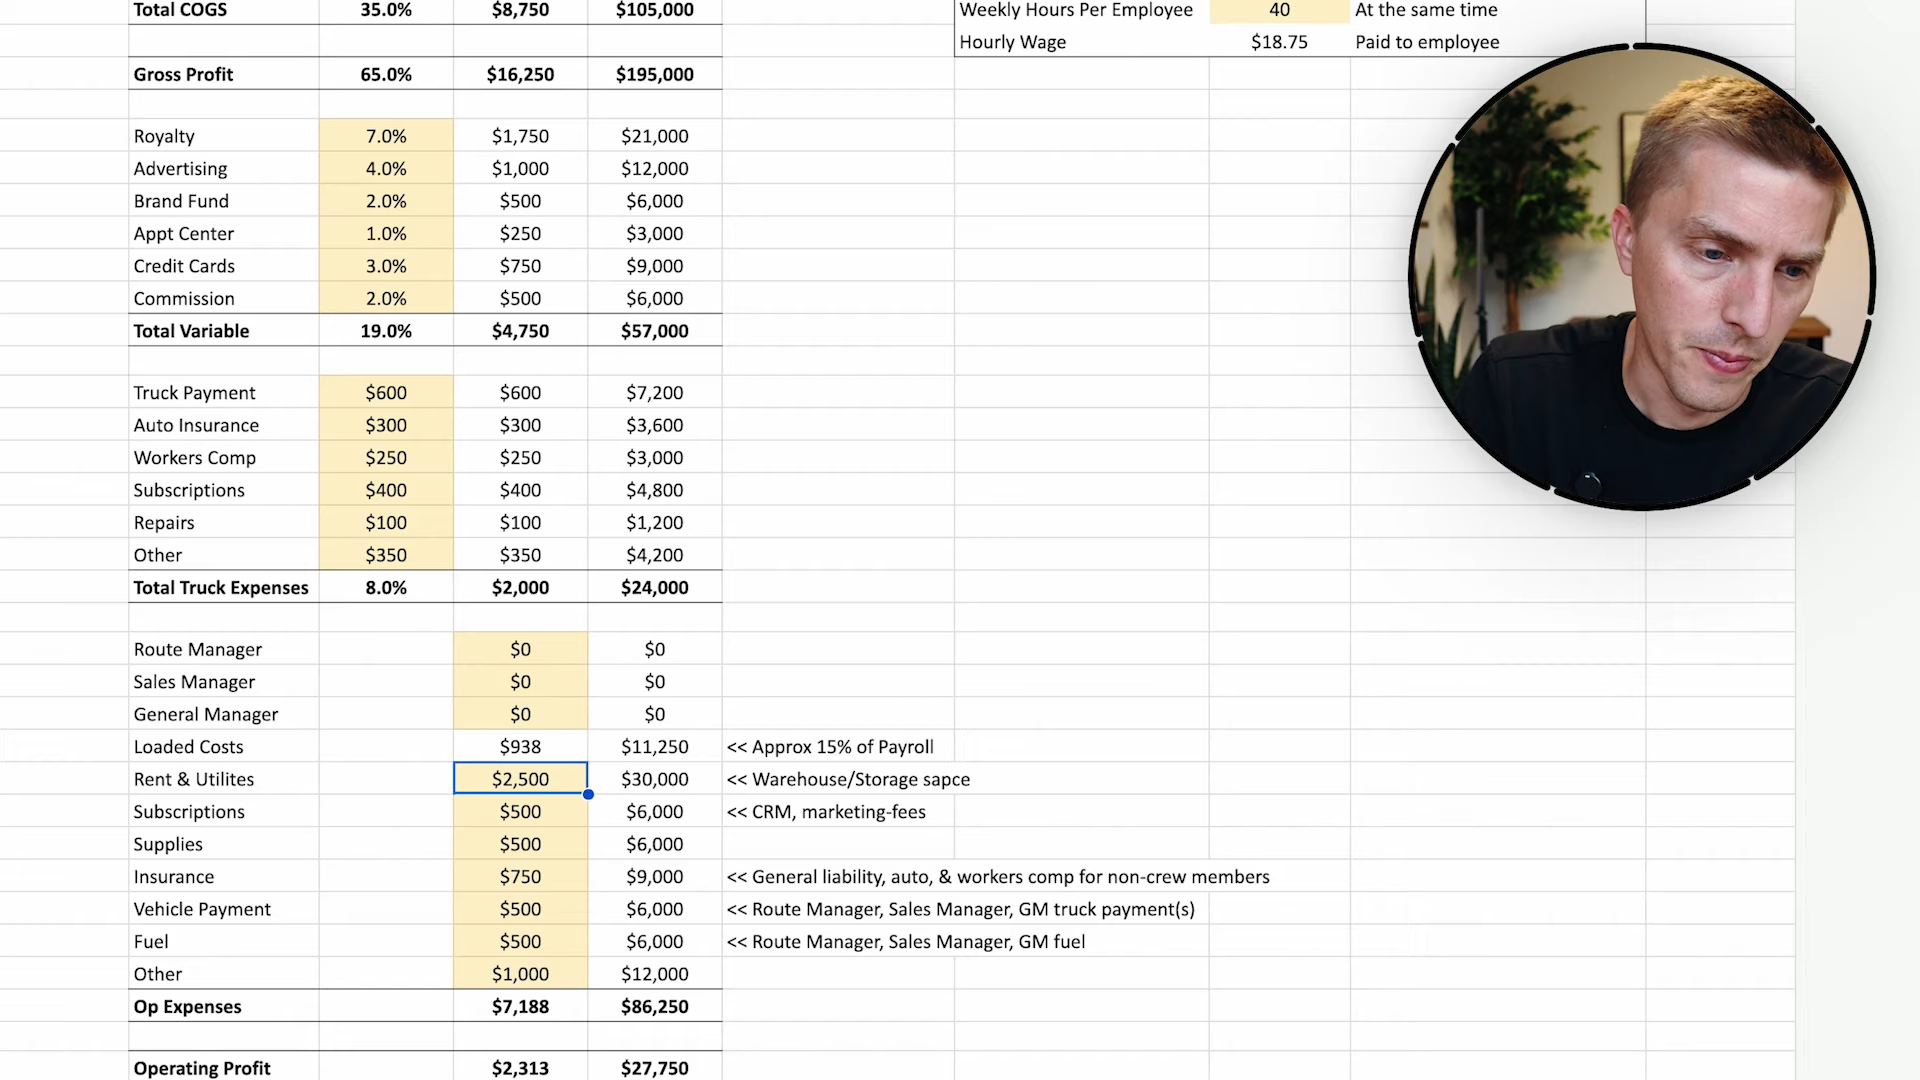 Total COGS 35.0% $8,750 $105,000 Weekly Hours Per Employee 40 At the same time
Hourly Wage $18.75 Paid to employee
Gross Profit 65.0% $16,250 $195,000
Royalty 7.0% $1,750 $21,000
Advertising 4.0% $1,000 $12,000
Brand Fund 2.0% $500 $6,000
Appt Center 1.0% $250 $3,000
Credit Cards 3.0% $750 $9,000
Commission 2.0% $500 $6,000
Total Variable 19.0% $4,750 $57,000
Truck Payment $600 $600 $7,200
Auto Insurance $300 $300 $3,600
Workers Comp $250 $250 $3,000
Subscriptions $400 $400 $4,800
Repairs $100 $100 $1,200
Other $350 $350 $4,200
Total Truck Expenses 8.0% $2,000 $24,000
Route Manager $0 $0
Sales Manager $0 $0
General Manager $0 $0
Loaded Costs $938 $11,250 << Approx 15% of Payroll
Rent & Utilites $2,500 $30,000 << Warehouse/Storage sapce
Subscriptions $500 $6,000 << CRM, marketing-fees
Supplies $500 $6,000
Insurance $750 $9,000 << General liability, auto, & workers comp for non-crew members
Vehicle Payment $500 $6,000 << Route Manager, Sales Manager, GM truck payment(s)
Fuel $500 $6,000 << Route Manager, Sales Manager, GM fuel
Other $1,000 $12,000
Op Expenses $7,188 $86,250
Operating Profit $2,313 $27,750